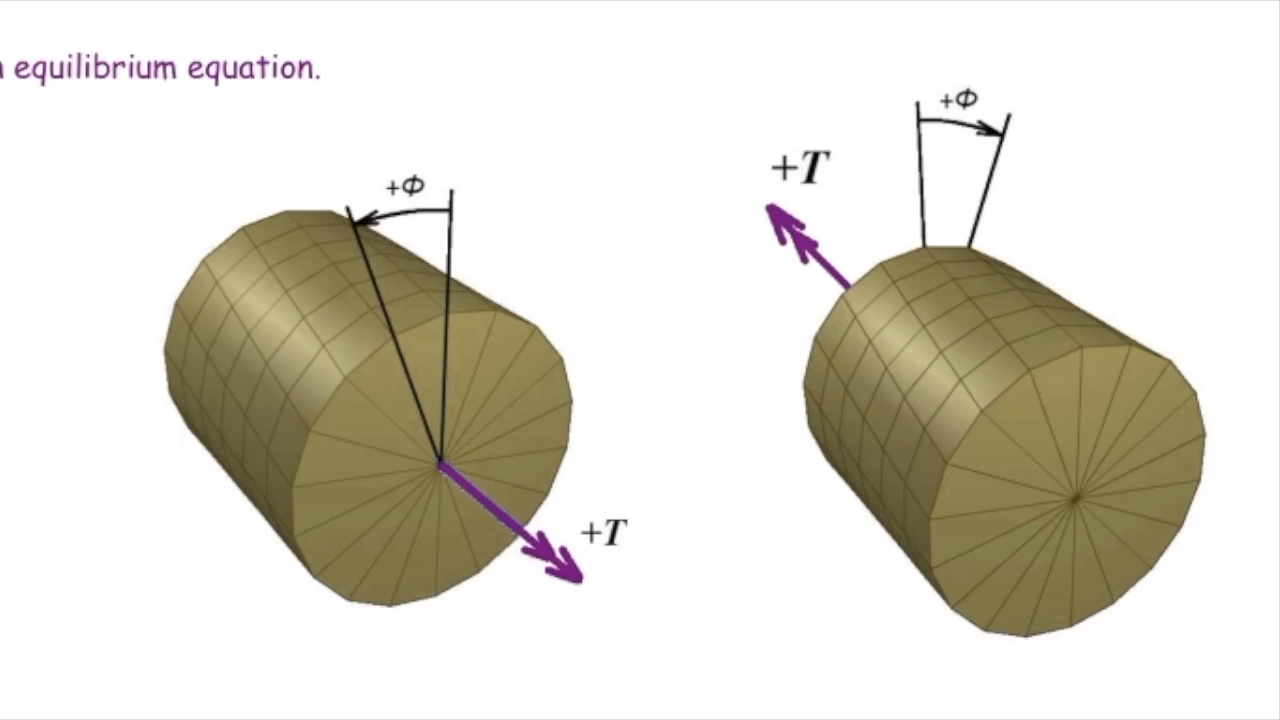 equilibrium equation.
+Φ
+T
+Φ
+T